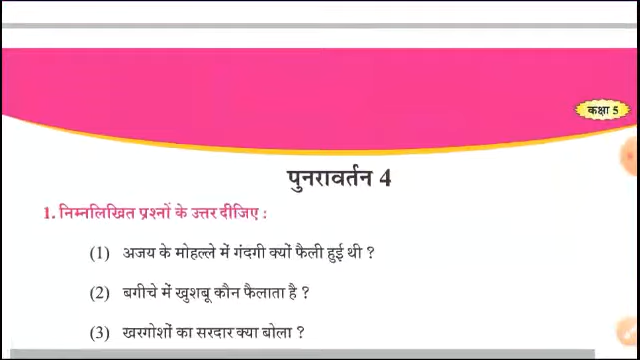 कक्षा 5
पुनरावर्तन 4
1. निम्नलिखित प्रश्नों के उत्तर दीजिए :
(1) अजय के मोहल्ले में गंदगी क्यों फैली हुई थी ?
(2) बगीचे में खुशबू कौन फैलाता है ?
(3) खरगोशों का सरदार क्या बोला ?